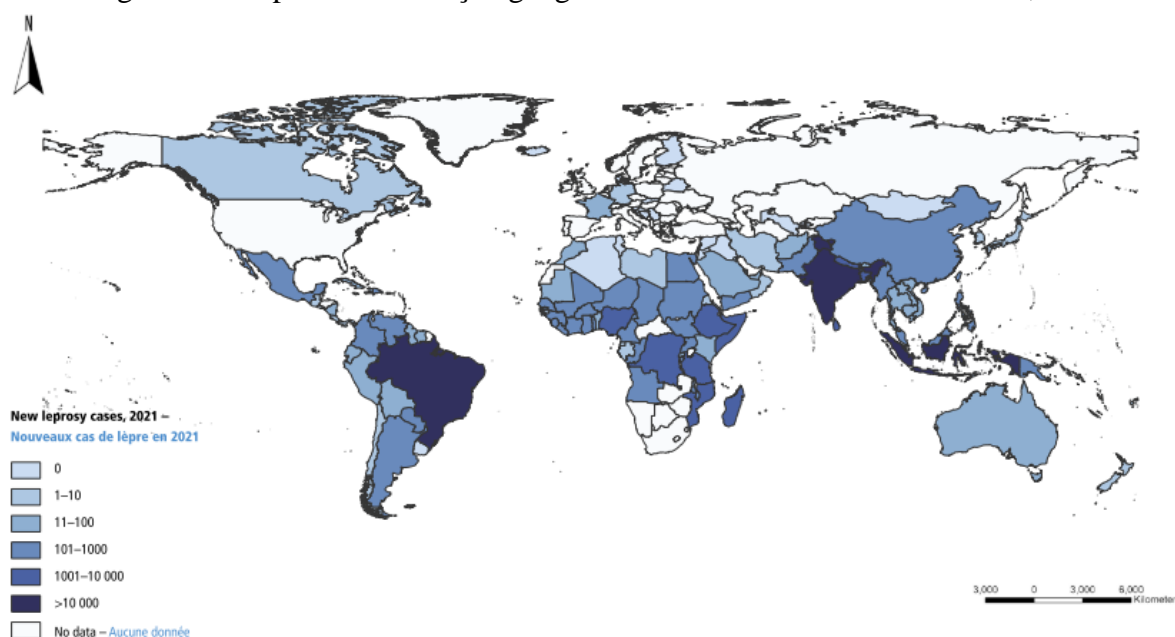 N
New leprosy cases, 2021 –
Nouveaux cas de lèpre en 2021
0
1–10
11–100
101–1000
1001–10 000
>10 000
No data – Aucune donnée
3,000 0 3,000 6,000
Kilometer